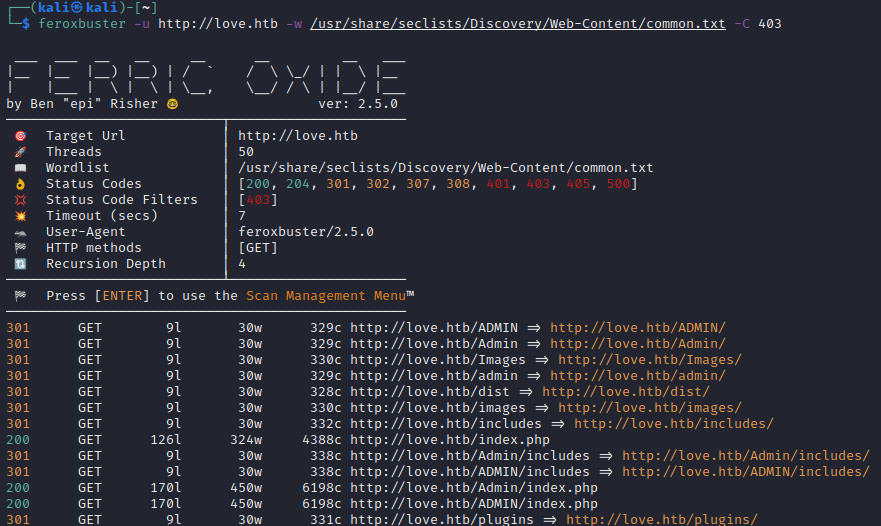 ┌──(kali㉿kali)-[~]
└─$ feroxbuster -u http://love.htb -w /usr/share/seclists/Discovery/Web-Content/common.txt -C 403
FERIC OXIDE
by Ben "epi" Risher 🤓 ver: 2.5.0
🎯 Target Url │ http://love.htb
🚀 Threads │ 50
📖 Wordlist │ /usr/share/seclists/Discovery/Web-Content/common.txt
👌 Status Codes │ [200, 204, 301, 302, 307, 308, 401, 403, 405, 500]
💢 Status Code Filters │ [403]
💥 Timeout (secs) │ 7
🦡 User-Agent │ feroxbuster/2.5.0
🏁 HTTP methods │ [GET]
🔃 Recursion Depth │ 4
🏁 Press [ENTER] to use the Scan Management Menu™
301 GET 9l 30w 329c http://love.htb/ADMIN => http://love.htb/ADMIN/
301 GET 9l 30w 329c http://love.htb/Admin => http://love.htb/Admin/
301 GET 9l 30w 330c http://love.htb/Images => http://love.htb/Images/
301 GET 9l 30w 329c http://love.htb/admin => http://love.htb/admin/
301 GET 9l 30w 328c http://love.htb/dist => http://love.htb/dist/
301 GET 9l 30w 330c http://love.htb/images => http://love.htb/images/
301 GET 9l 30w 332c http://love.htb/includes => http://love.htb/includes/
200 GET 126l 324w 4388c http://love.htb/index.php
301 GET 9l 30w 338c http://love.htb/Admin/includes => http://love.htb/Admin/includes/
301 GET 9l 30w 338c http://love.htb/ADMIN/includes => http://love.htb/ADMIN/includes/
200 GET 170l 450w 6198c http://love.htb/Admin/index.php
200 GET 170l 450w 6198c http://love.htb/ADMIN/index.php
301 GET 9l 30w 331c http://love.htb/plugins => http://love.htb/plugins/